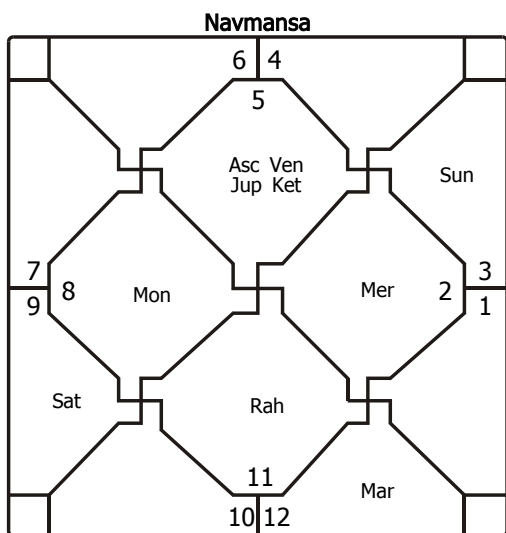 Navmansa
6 4
5
Asc Ven
Jup Ket
Sun
7
3
8
Mon
Mer
2
9
1
Sat
Rah
11
Mar
10 12